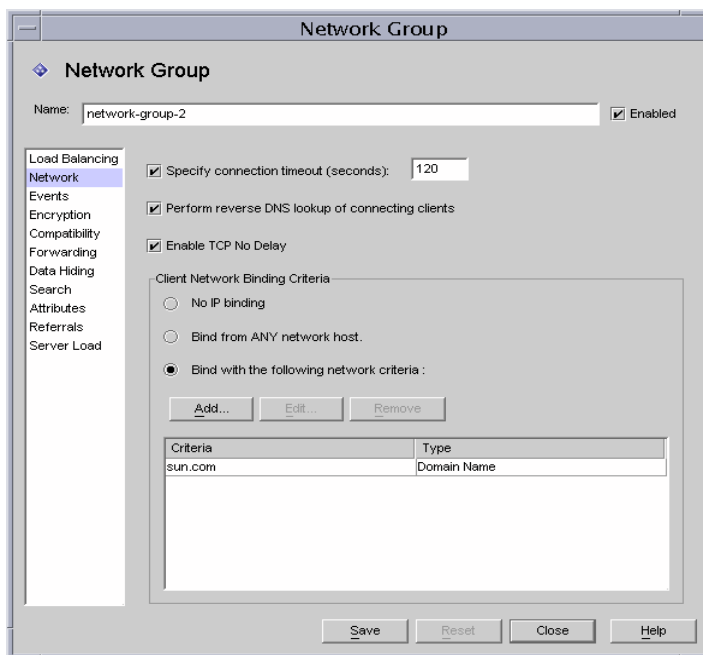 Network Group
Network Group
Name: network-group-2 Enabled
Load Balancing
Network
Events
Encryption
Compatibility
Forwarding
Data Hiding
Search
Attributes
Referrals
Server Load
Specify connection timeout (seconds): 120
Perform reverse DNS lookup of connecting clients
Enable TCP No Delay
Client Network Binding Criteria
No IP binding
Bind from ANY network host.
Bind with the following network criteria :
Add... Edit... Remove
Criteria Type
sun.com Domain Name
Save Reset Close Help